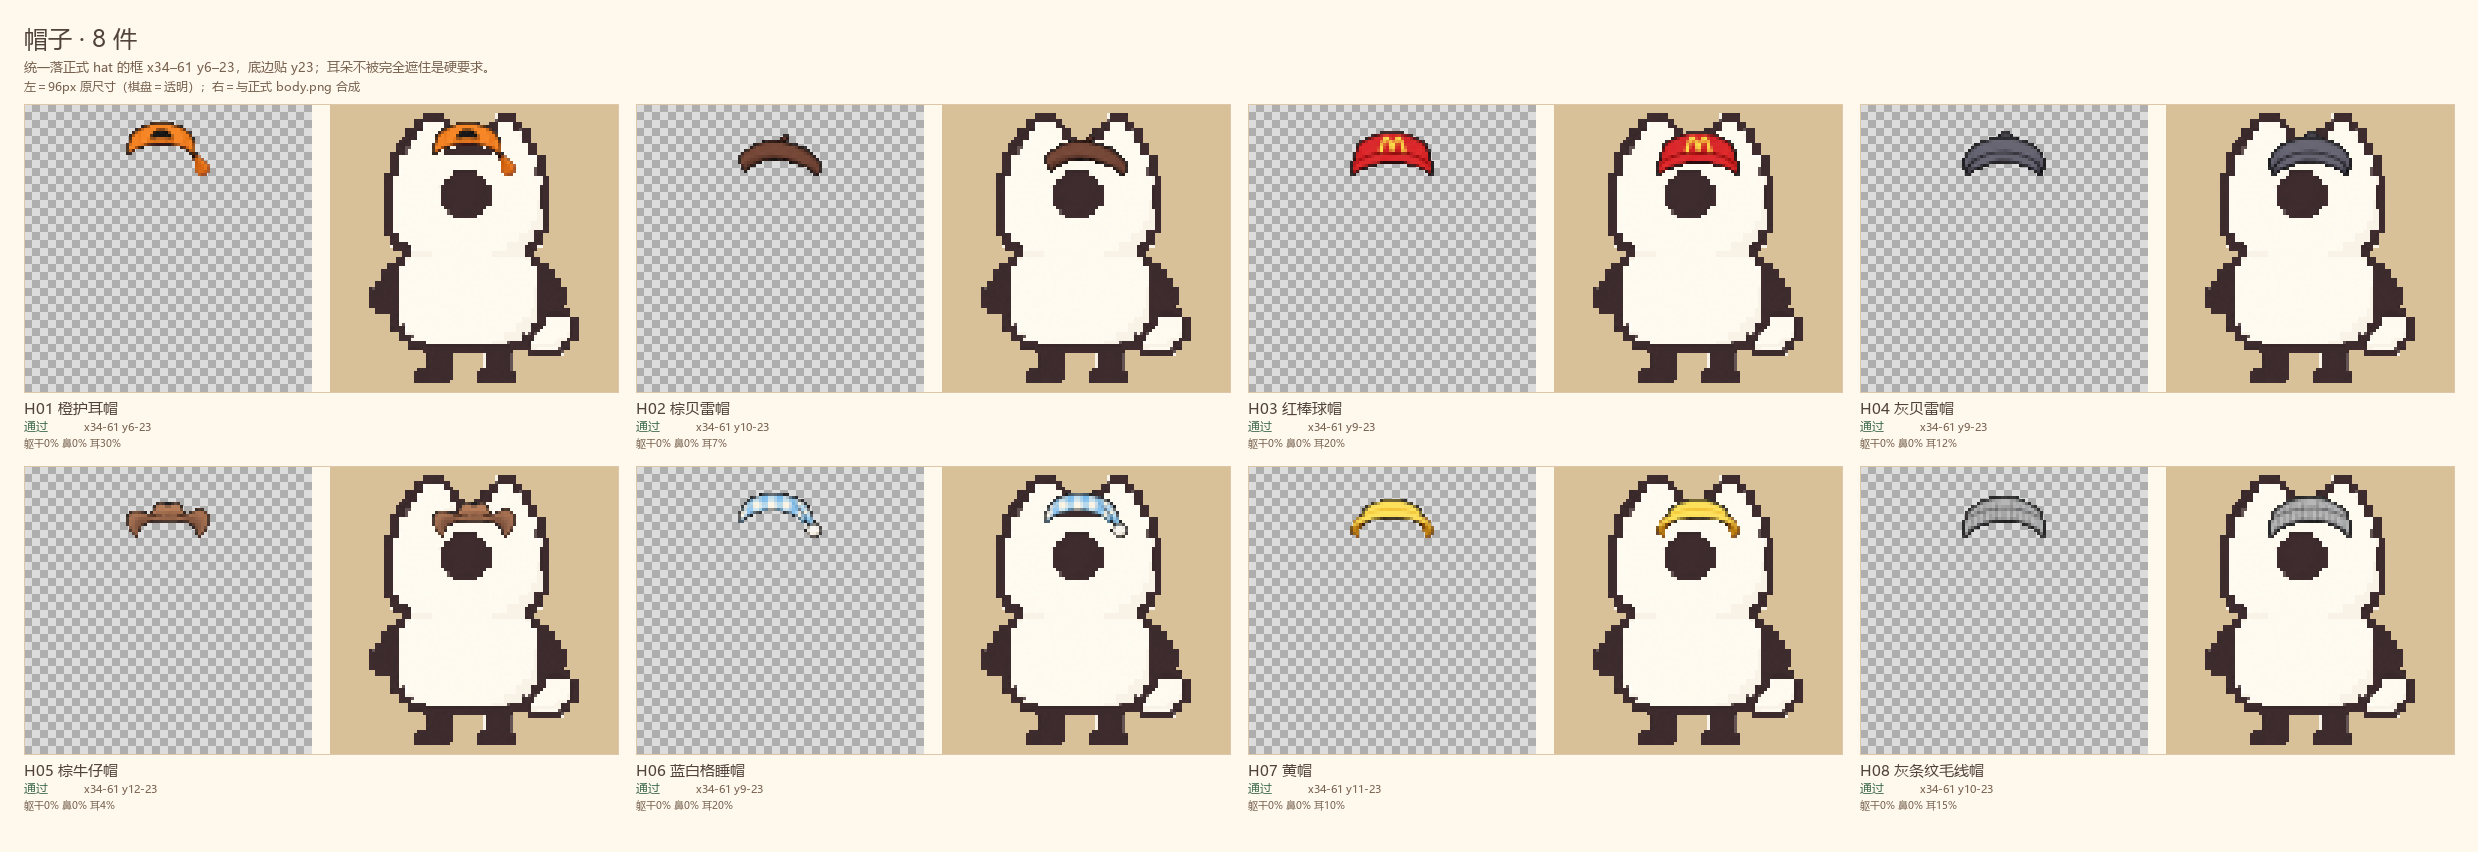 帽子 · 8 件
统一落正式 hat 的框 x34–61 y6–23，底边贴 y23；耳朵不被完全遮住是硬要求。
左＝96px 原尺寸（棋盘＝透明）；右＝与正式 body.png 合成
H01 橙护耳帽
通过 x34-61 y6-23
躯干0% 鼻0% 耳30%
H02 棕贝雷帽
通过 x34-61 y10-23
躯干0% 鼻0% 耳7%
H03 红棒球帽
通过 x34-61 y9-23
躯干0% 鼻0% 耳20%
H04 灰贝雷帽
通过 x34-61 y9-23
躯干0% 鼻0% 耳12%
H05 棕牛仔帽
通过 x34-61 y12-23
躯干0% 鼻0% 耳4%
H06 蓝白格睡帽
通过 x34-61 y9-23
躯干0% 鼻0% 耳20%
H07 黄帽
通过 x34-61 y11-23
躯干0% 鼻0% 耳10%
H08 灰条纹毛线帽
通过 x34-61 y10-23
躯干0% 鼻0% 耳15%